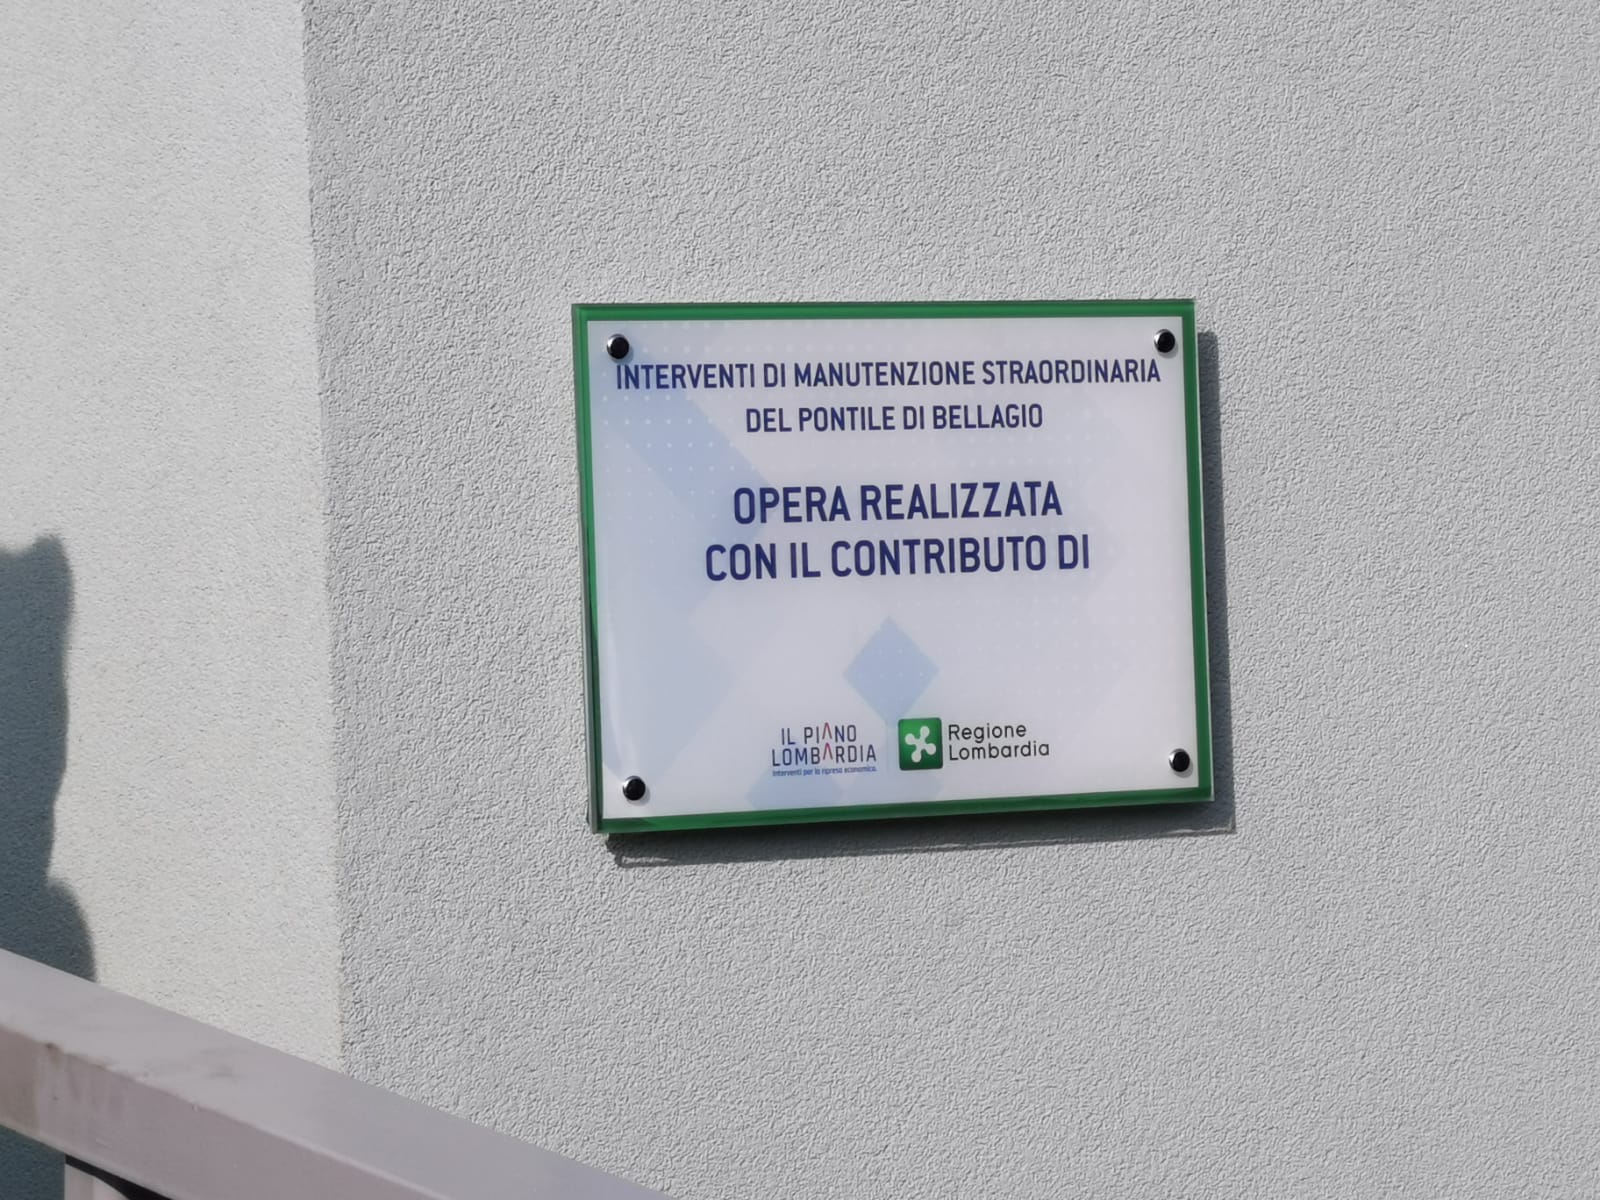 INTERVENTI DI MANUTENZIONE STRAORDINARIA
DEL PONTILE DI BELLAGIO
OPERA REALIZZATA
CON IL CONTRIBUTO DI
IL PIANO
LOMBARDIA
Interventi per la ripresa economica.
Regione
Lombardia